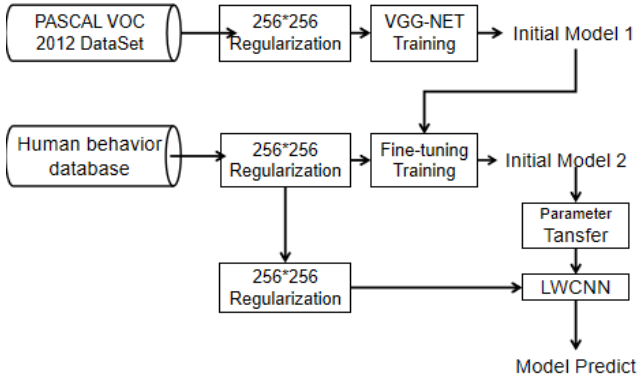 PASCAL VOC
2012 DataSet
256*256
Regularization
VGG-NET
Training
Initial Model 1
Human behavior
database
256*256
Regularization
Fine-tuning
Training
Initial Model 2
Parameter
Tansfer
256*256
Regularization
LWCNN
Model Predict